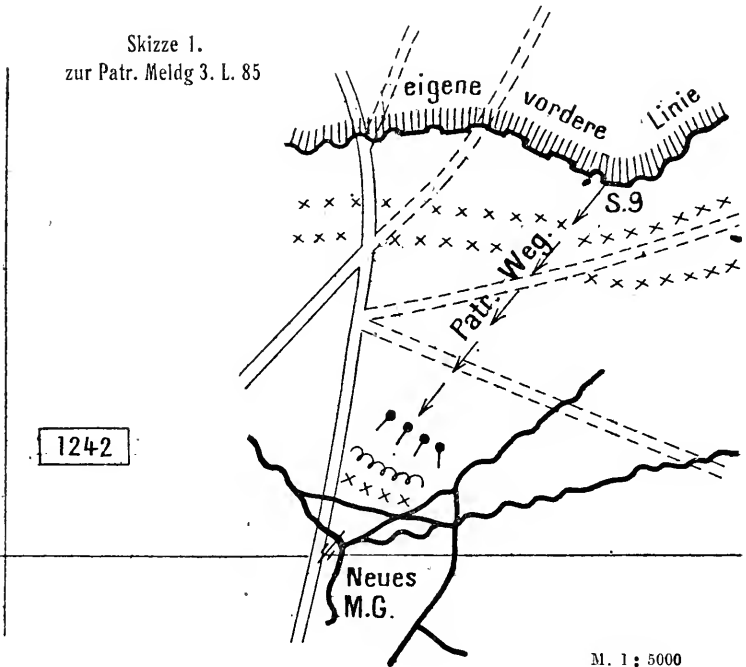 Skizze 1.
zur Patr. Meldg 3. L. 85
eigene vordere Linie
S.9
Patr. Weg.
1242
Neues
M.G.
M. 1 : 5000